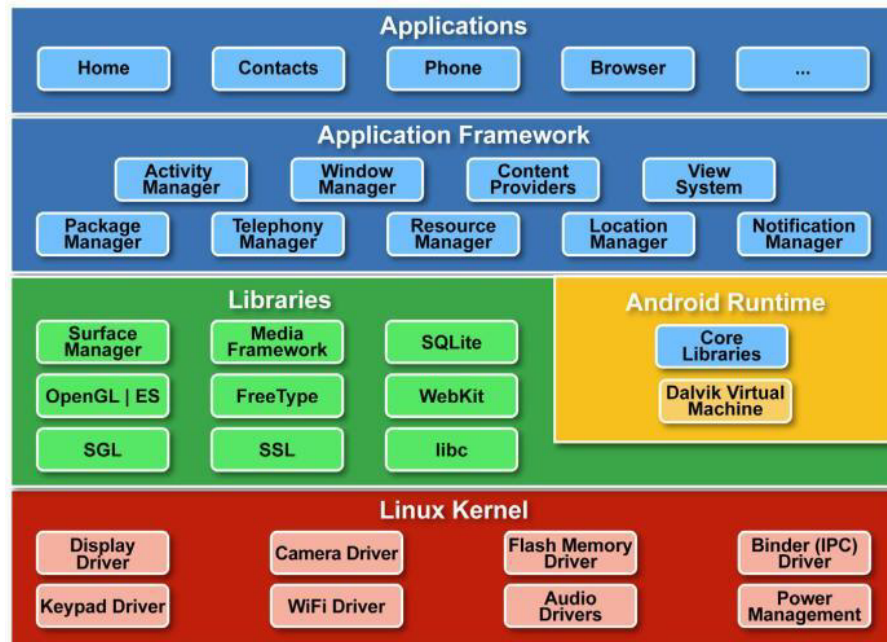 Applications
Home
Contacts
Phone
Browser
...
Application Framework
Activity
Manager
Window
Manager
Content
Providers
View
System
Package
Manager
Telephony
Manager
Resource
Manager
Location
Manager
Notification
Manager
Libraries
Surface
Manager
Media
Framework
SQLite
OpenGL | ES
FreeType
WebKit
SGL
SSL
libc
Android Runtime
Core
Libraries
Dalvik Virtual
Machine
Linux Kernel
Display
Driver
Camera Driver
Flash Memory
Driver
Binder (IPC)
Driver
Keypad Driver
WiFi Driver
Audio
Drivers
Power
Management